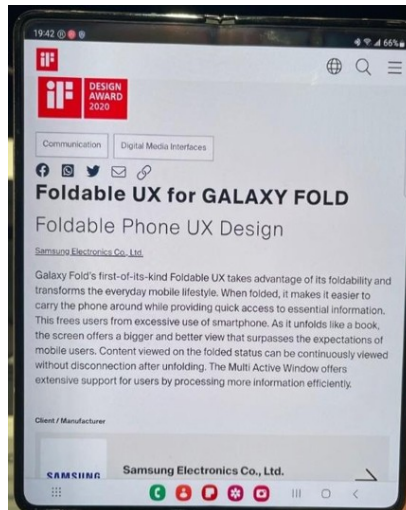 19:42
66%
iF
iF
DESIGN
AWARD
2020
Communication
Digital Media Interfaces
Foldable UX for GALAXY FOLD
Foldable Phone UX Design
Samsung Electronics Co., Ltd.
Galaxy Fold's first-of-its-kind Foldable UX takes advantage of its foldability and
transforms the everyday mobile lifestyle. When folded, it makes it easier to
carry the phone around while providing quick access to essential information.
This frees users from excessive use of smartphone. As it unfolds like a book,
the screen offers a bigger and better view that surpasses the expectations of
mobile users. Content viewed on the folded status can be continuously viewed
without disconnection after unfolding. The Multi Active Window offers
extensive support for users by processing more information efficiently.
Client / Manufacturer
SAMSUNG
Samsung Electronics Co., Ltd.